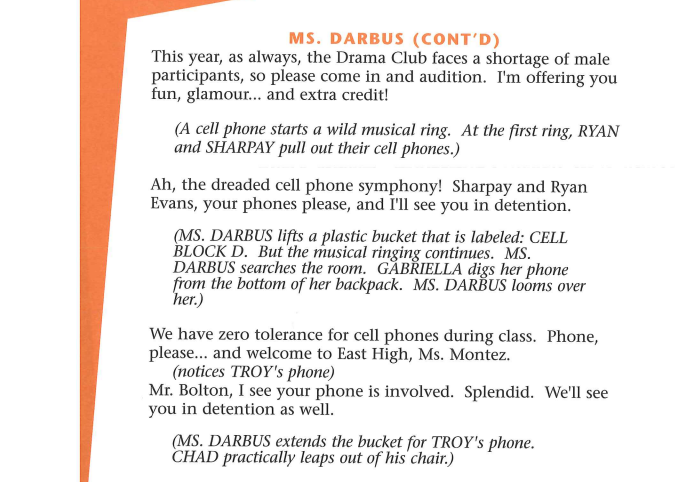 MS. DARBUS (CONT'D)
This year, as always, the Drama Club faces a shortage of male
participants, so please come in and audition. I'm offering you
fun, glamour... and extra credit!
(A cell phone starts a wild musical ring. At the first ring, RYAN
and SHARPAY pull out their cell phones.)
Ah, the dreaded cell phone symphony! Sharpay and Ryan
Evans, your phones please, and I'll see you in detention.
(MS. DARBUS lifts a plastic bucket that is labeled: CELL
BLOCK D. But the musical ringing continues. MS.
DARBUS searches the room. GABRIELLA digs her phone
from the bottom of her backpack. MS. DARBUS looms over
her.)
We have zero tolerance for cell phones during class. Phone,
please... and welcome to East High, Ms. Montez.
(notices TROY's phone)
Mr. Bolton, I see your phone is involved. Splendid. We'll see
you in detention as well.
(MS. DARBUS extends the bucket for TROY's phone.
CHAD practically leaps out of his chair.)